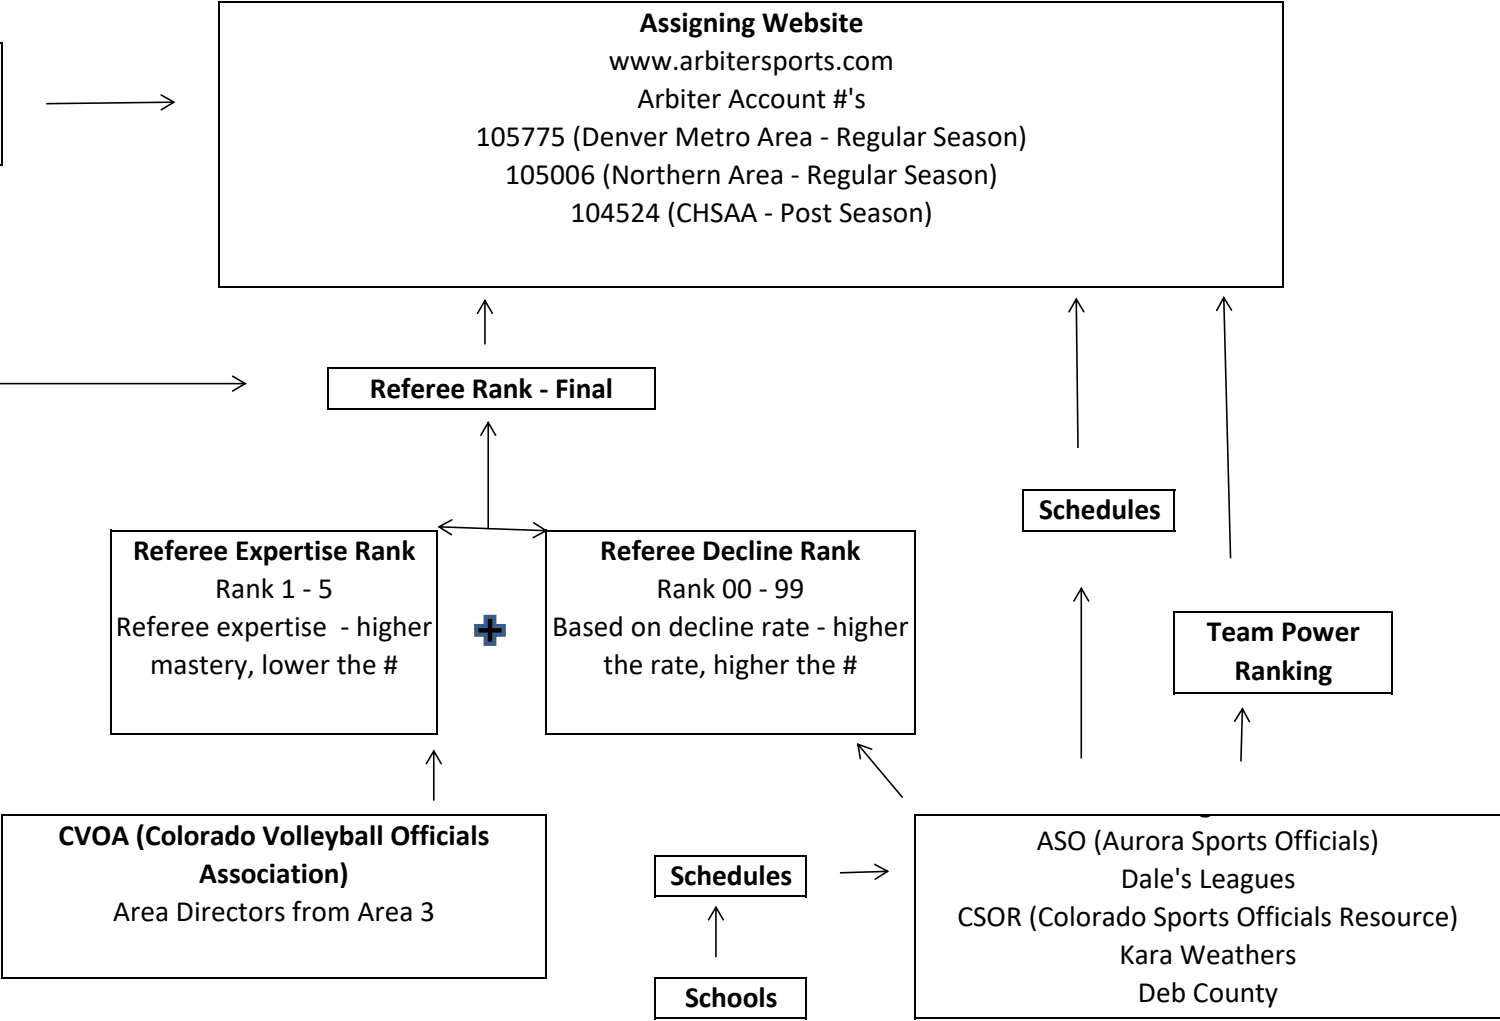 Assigning Website
www.arbitersports.com
Arbiter Account #'s
105775 (Denver Metro Area - Regular Season)
105006 (Northern Area - Regular Season)
104524 (CHSAA - Post Season)
Referee Rank - Final
Schedules
Referee Expertise Rank
Rank 1 - 5
Referee expertise - higher
mastery, lower the #
Referee Decline Rank
Rank 00 - 99
Based on decline rate - higher
the rate, higher the #
Team Power
Ranking
CVOA (Colorado Volleyball Officials
Association)
Area Directors from Area 3
Schedules
Schools
ASO (Aurora Sports Officials)
Dale's Leagues
CSOR (Colorado Sports Officials Resource)
Kara Weathers
Deb County